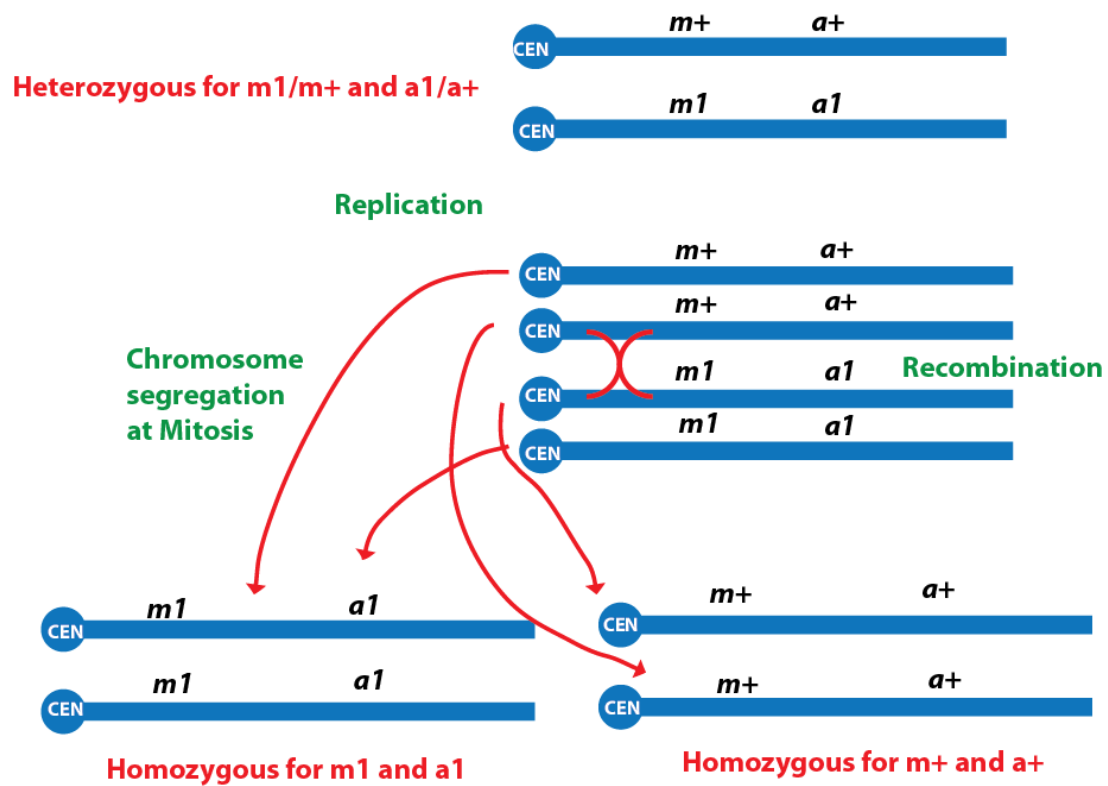 m+ a+
CEN
Heterozygous for m1/m+ and a1/a+
m1 a1
CEN
Replication
m+ a+
CEN
m+ a+
CEN
Chromosome
segregation
at Mitosis
Recombination
m1 a1
CEN
m1 a1
CEN
m1 a1
CEN
m1 a1
CEN
Homozygous for m1 and a1
m+ a+
CEN
m+ a+
CEN
Homozygous for m+ and a+